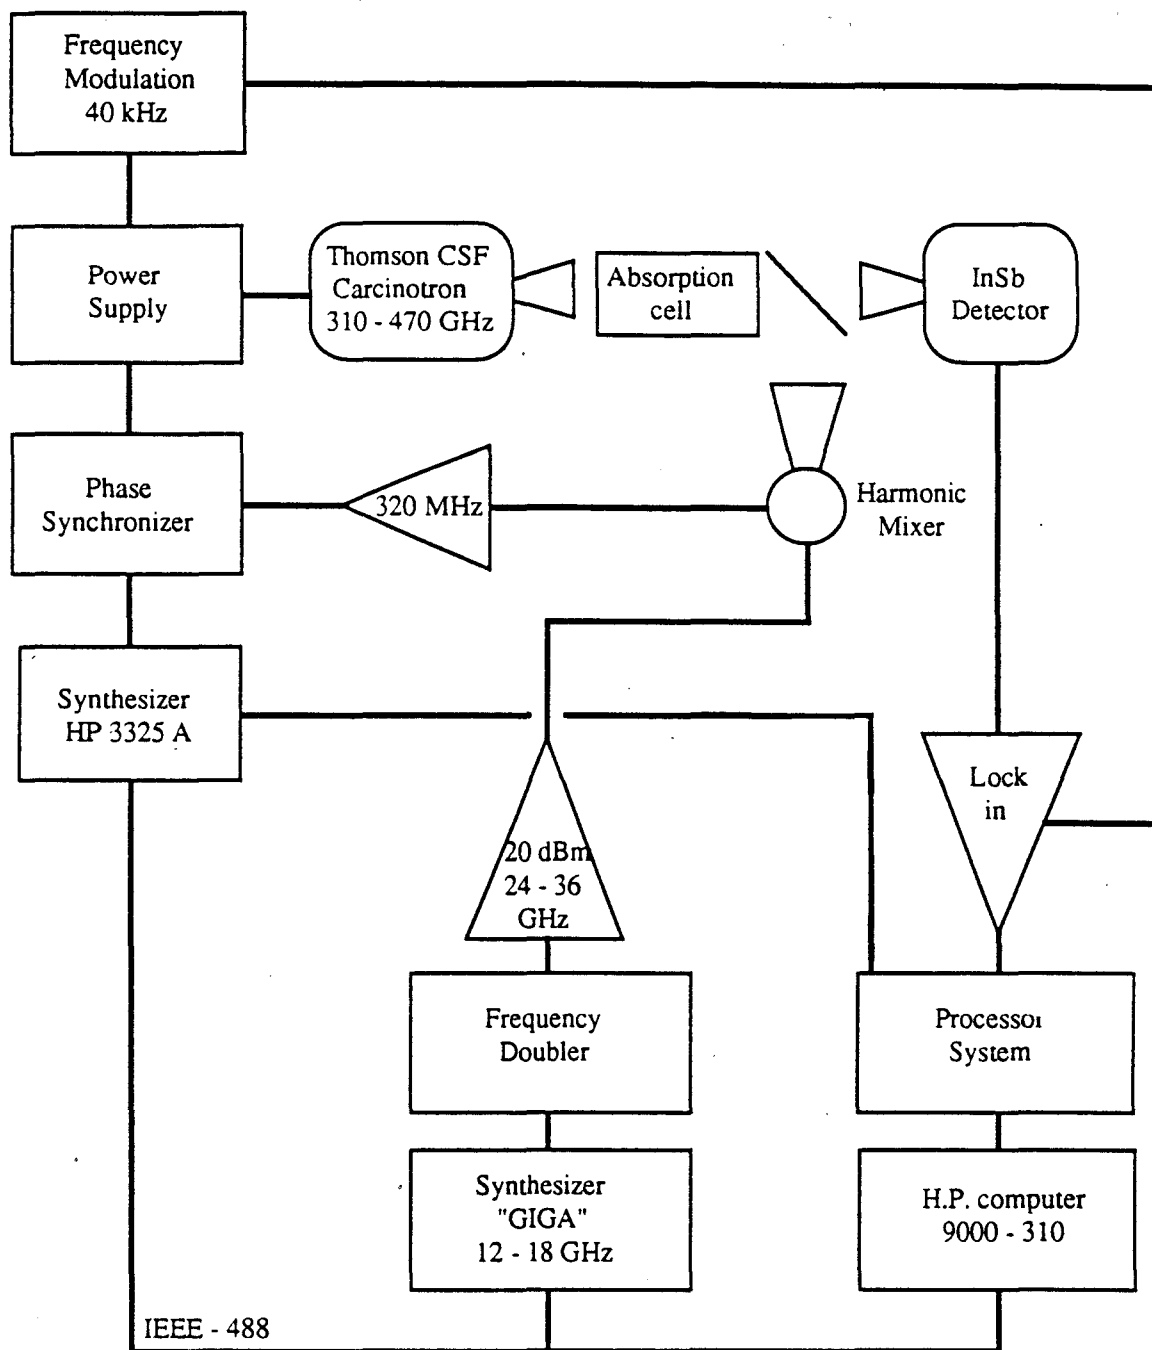 Frequency
Modulation
40 kHz
Power
Supply
Thomson CSF
Carcinotron
310 - 470 GHz
Absorption
cell
InSb
Detector
Phase
Synchronizer
320 MHz
Harmonic
Mixer
Synthesizer
HP 3325 A
Lock
in
20 dBm
24 - 36
GHz
Frequency
Doubler
Processor
System
Synthesizer
"GIGA"
12 - 18 GHz
H.P. computer
9000 - 310
IEEE - 488